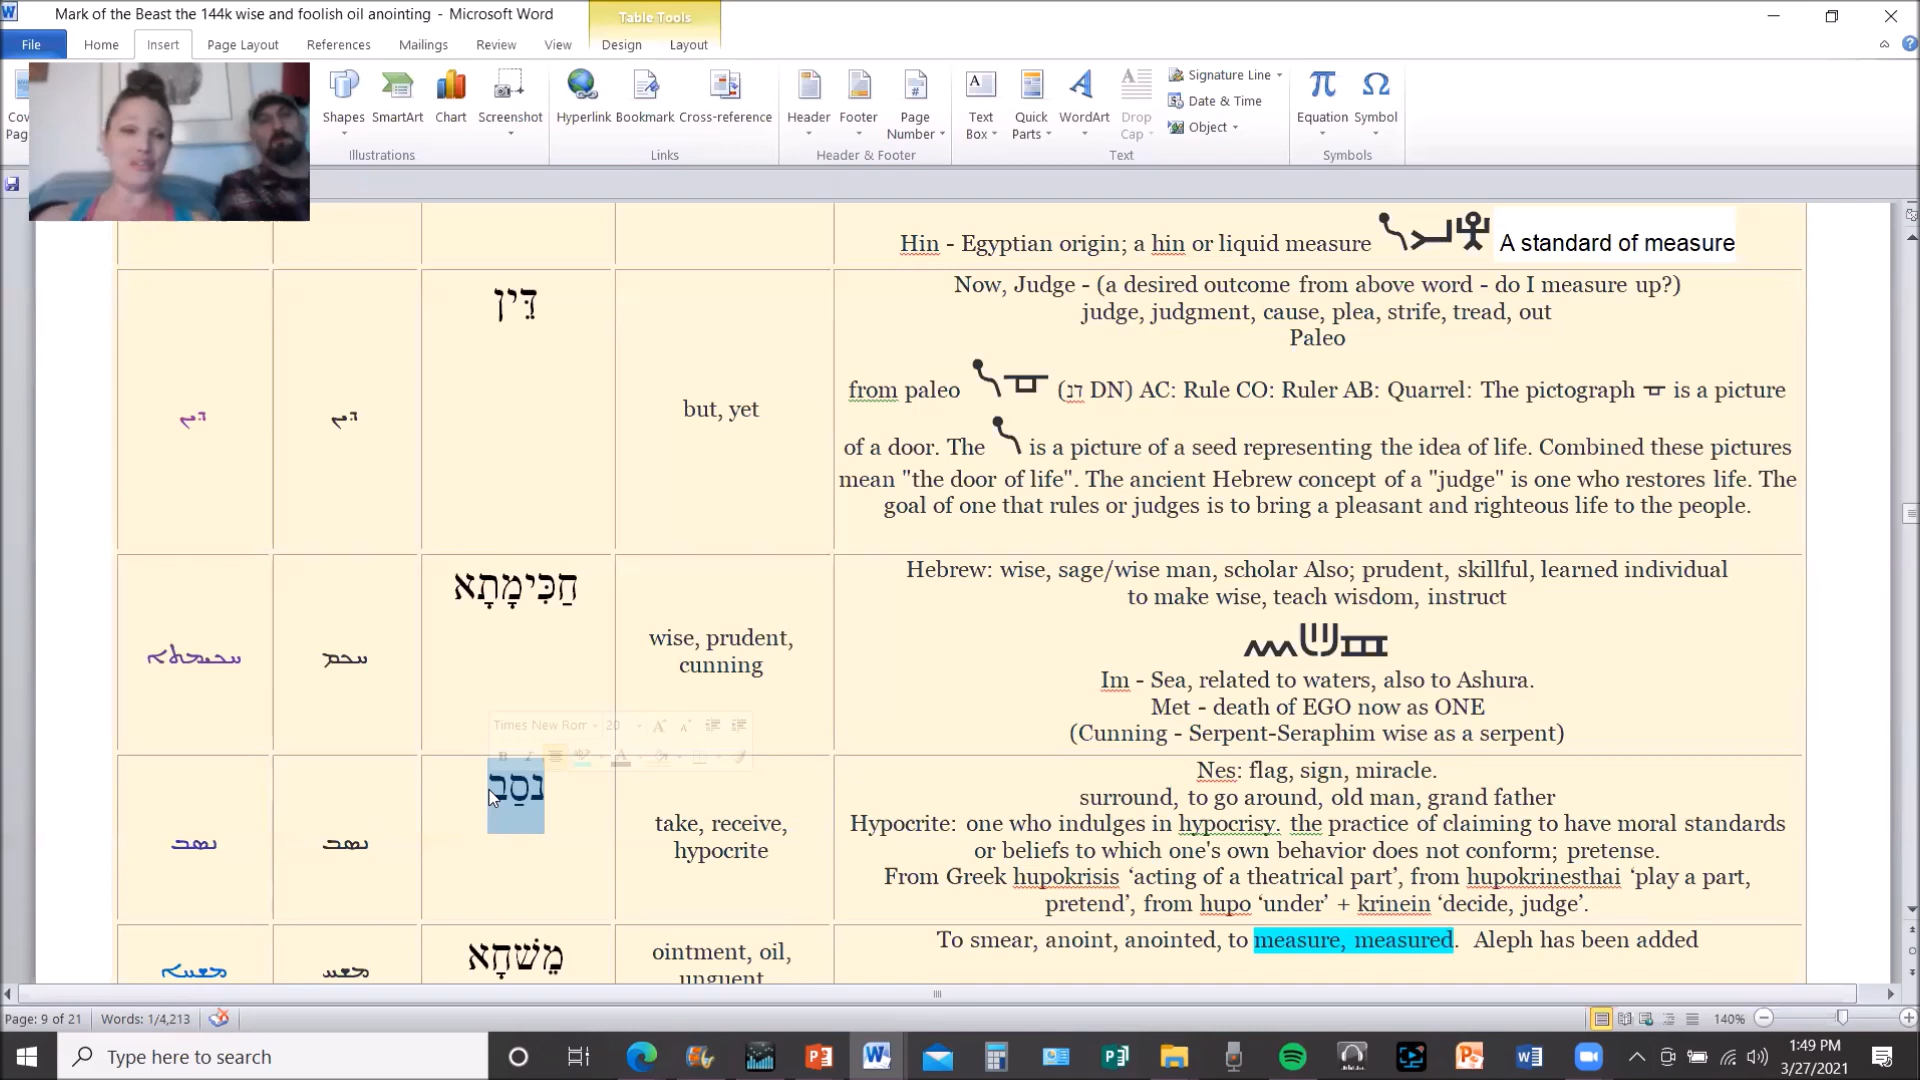 Mark of the Beast the 144k wise and foolish oil anointing - Microsoft Word
Table Tools
File Home Insert Page Layout References Mailings Review View Design Layout
Shapes SmartArt Chart Screenshot Hyperlink Bookmark Cross-reference Header Footer Page Number Text Box Quick Parts WordArt Drop Cap Signature Line
Date & Time
Object
Equation Symbol
Illustrations Links Header & Footer Text Symbols
Hin - Egyptian origin; a hin or liquid measure A standard of measure
דֵּין
but, yet
Now, Judge - (a desired outcome from above word - do I measure up?)
judge, judgment, cause, plea, strife, tread, out
Paleo
from paleo (דנ DN) AC: Rule CO: Ruler AB: Quarrel: The pictograph is a picture
of a door. The is a picture of a seed representing the idea of life. Combined these pictures
mean "the door of life". The ancient Hebrew concept of a "judge" is one who restores life. The
goal of one that rules or judges is to bring a pleasant and righteous life to the people.
ܚܟܝܡܬܐ
ܚܟܡ
חַכִּימָתָא
wise, prudent,
cunning
Hebrew: wise, sage/wise man, scholar Also; prudent, skillful, learned individual
to make wise, teach wisdom, instruct
Im - Sea, related to waters, also to Ashura.
Met - death of EGO now as ONE
(Cunning - Serpent-Seraphim wise as a serpent)
Times New Rom 20
ܢܣܒ
ܢܣܒ
נסַב
take, receive,
hypocrite
Nes: flag, sign, miracle.
surround, to go around, old man, grand father
Hypocrite: one who indulges in hypocrisy. the practice of claiming to have moral standards
or beliefs to which one's own behavior does not conform; pretense.
From Greek hupokrisis ‘acting of a theatrical part’, from hupokrinesthai ‘play a part,
pretend’, from hupo ‘under’ + krinein ‘decide, judge’.
ܡܫܚܐ
ܡܫܚ
מֵשׁחָא
ointment, oil,
unguent
To smear, anoint, anointed, to measure, measured. Aleph has been added
Page: 9 of 21 Words: 1/4,213 140%
Type here to search
1:49 PM
3/27/2021